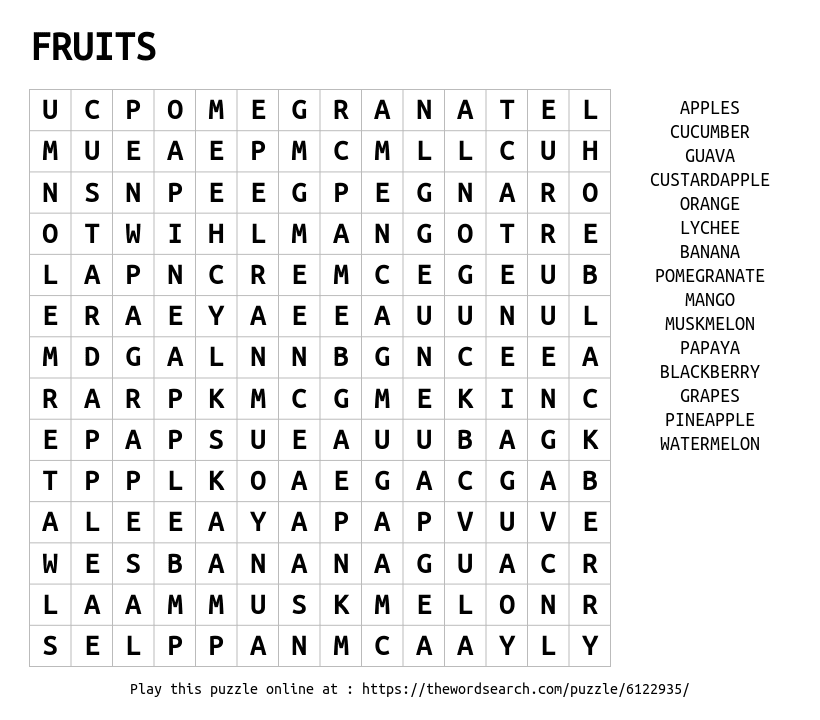 FRUITS
U C P O M E G R A N A T E L
M U E A E P M C M L L C U H
N S N P E E G P E G N A R O
O T W I H L M A N G O T R E
L A P N C R E M C E G E U B
E R A E Y A E E A U U N U L
M D G A L N N B G N C E E A
R A R P K M C G M E K I N C
E P A P S U E A U U B A G K
T P P L K O A E G A C G A B
A L E E A Y A P A P V U V E
W E S B A N A N A G U A C R
L A A M M U S K M E L O N R
S E L P P A N M C A A Y L Y
APPLES
CUCUMBER
GUAVA
CUSTARDAPPLE
ORANGE
LYCHEE
BANANA
POMEGRANATE
MANGO
MUSKMELON
PAPAYA
BLACKBERRY
GRAPES
PINEAPPLE
WATERMELON
Play this puzzle online at : https://thewordsearch.com/puzzle/6122935/